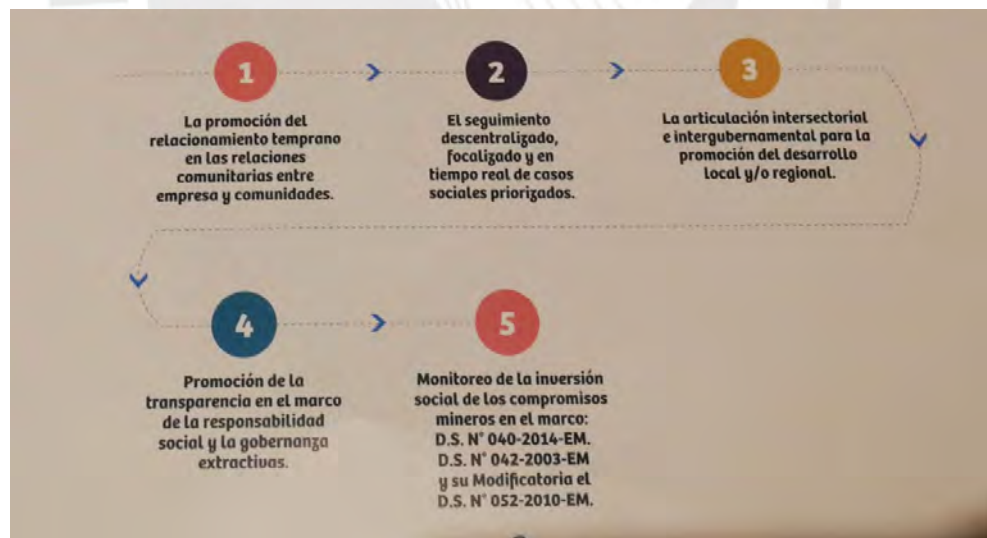 1
La promoción del
relacionamiento temprano
en las relaciones
comunitarias entre
empresa y comunidades.
2
El seguimiento
descentralizado,
focalizado y en
tiempo real de casos
sociales priorizados.
3
La articulación intersectorial
e intergubernamental para la
promoción del desarrollo
local y/o regional.
4
Promoción de la
transparencia en el marco
de la responsabilidad
social y la gobernanza
extractivas.
5
Monitoreo de la inversión
social de los compromisos
mineros en el marco:
D.S. N° 040-2014-EM.
D.S. N° 042-2003-EM
y su Modificatoria el
D.S. N° 052-2010-EM.